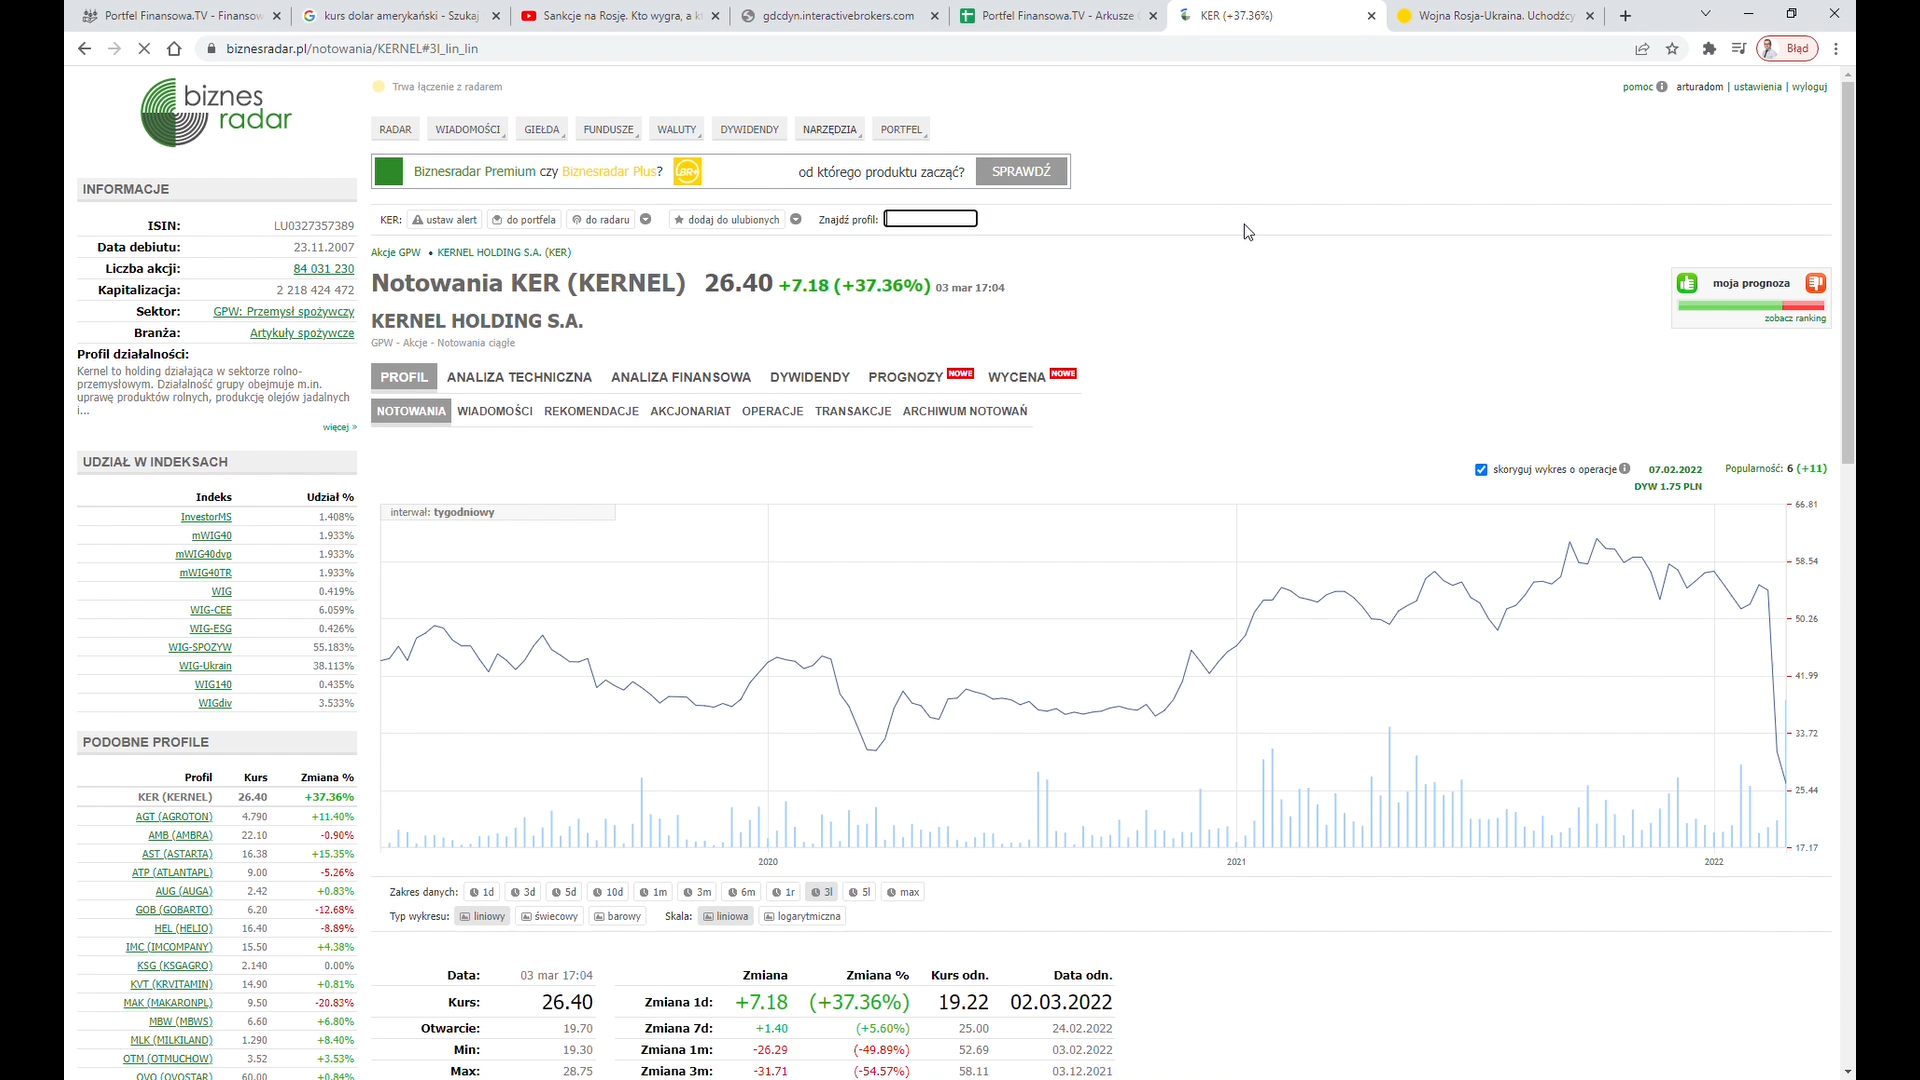 Portfel Finansowa.TV - Finansow
kurs dolar amerykański - Szukaj
Sankcje na Rosję. Kto wygra, a kt
gdcdyn.interactivebrokers.com
Portfel Finansowa.TV - Arkusze
KER (+37.36%)
Wojna Rosja-Ukraina. Uchodźcy
biznesradar.pl/notowania/KERNEL#3l_lin_lin
Błąd
biznes
radar
Trwa łączenie z radarem
pomoc arturadom | ustawienia | wyloguj
RADAR WIADOMOŚCI GIEŁDA FUNDUSZE WALUTY DYWIDENDY NARZĘDZIA PORTFEL
Biznesradar Premium czy Biznesradar Plus? BR+ od którego produktu zacząć? SPRAWDŹ
KER: ustaw alert do portfela do radaru dodaj do ulubionych Znajdź profil:
Akcje GPW • KERNEL HOLDING S.A. (KER)
Notowania KER (KERNEL) 26.40 +7.18 (+37.36%) 03 mar 17:04
KERNEL HOLDING S.A.
GPW - Akcje - Notowania ciągłe
moja prognoza
zobacz ranking
PROFIL ANALIZA TECHNICZNA ANALIZA FINANSOWA DYWIDENDY PROGNOZY NOWE WYCENA NOWE
NOTOWANIA WIADOMOŚCI REKOMENDACJE AKCJONARIAT OPERACJE TRANSAKCJE ARCHIWUM NOTOWAŃ
INFORMACJE
ISIN: LU0327357389
Data debiutu: 23.11.2007
Liczba akcji: 84 031 230
Kapitalizacja: 2 218 424 472
Sektor: GPW: Przemysł spożywczy
Branża: Artykuły spożywcze
Profil działalności:
Kernel to holding działająca w sektorze rolno-
przemysłowym. Działalność grupy obejmuje m.in.
uprawę produktów rolnych, produkcję olejów jadalnych
i...
więcej »
UDZIAŁ W INDEKSACH
Indeks Udział %
InvestorMS 1.408%
mWIG40 1.933%
mWIG40dvp 1.933%
mWIG40TR 1.933%
WIG 0.419%
WIG-CEE 6.059%
WIG-ESG 0.426%
WIG-SPOZYW 55.183%
WIG-Ukrain 38.113%
WIG140 0.435%
WIGdiv 3.533%
PODOBNE PROFILE
Profil Kurs Zmiana %
KER (KERNEL) 26.40 +37.36%
AGT (AGROTON) 4.790 +11.40%
AMB (AMBRA) 22.10 -0.90%
AST (ASTARTA) 16.38 +15.35%
ATP (ATLANTAPL) 9.00 -5.26%
AUG (AUGA) 2.42 +0.83%
GOB (GOBARTO) 6.20 -12.68%
HEL (HELIO) 16.40 -8.89%
IMC (IMCOMPANY) 15.50 +4.38%
KSG (KSGAGRO) 2.140 0.00%
KVT (KRVITAMIN) 14.90 +0.81%
MAK (MAKARONPL) 9.50 -20.83%
MBW (MBWS) 6.60 +6.80%
MLK (MILKILAND) 1.290 +8.40%
OTM (OTMUCHOW) 3.52 +3.53%
OVO (OVOSTAR) 60.00 +0.84%
skoryguj wykres o operacje 07.02.2022 Popularność: 6 (+11)
DYW 1.75 PLN
interwał: tygodniowy
66.81
58.54
50.26
41.99
33.72
25.44
17.17
2020 2021 2022
Zakres danych: 1d 3d 5d 10d 1m 3m 6m 1r 3l 5l max
Typ wykresu: liniowy świecowy barowy Skala: liniowa logarytmiczna
Data: 03 mar 17:04
Kurs: 26.40
Otwarcie: 19.70
Min: 19.30
Max: 28.75
Zmiana Zmiana % Kurs odn. Data odn.
Zmiana 1d: +7.18 (+37.36%) 19.22 02.03.2022
Zmiana 7d: +1.40 (+5.60%) 25.00 24.02.2022
Zmiana 1m: -26.29 (-49.89%) 52.69 03.02.2022
Zmiana 3m: -31.71 (-54.57%) 58.11 03.12.2021